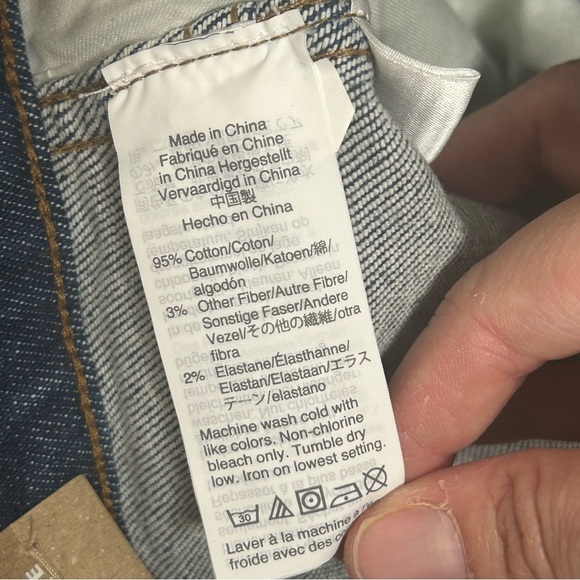 Made in China
Fabriqué en Chine
in China Hergestellt
Vervaardigd in China
中国製
Hecho en China
95% Cotton/Coton/
Baumwolle/Katoen/綿/
algodón
3% Other Fiber/Autre Fibre/
Sonstige Faser/Andere
Vezel/その他の繊維/otra
fibra
2% Elastane/Élasthanne/
Elastan/Elastaan/エラス
テーン/elastano
Machine wash cold with
like colors. Non-chlorine
bleach only. Tumble dry
low. Iron on lowest setting.
30
Laver à la machine à l'
froide avec des co
E